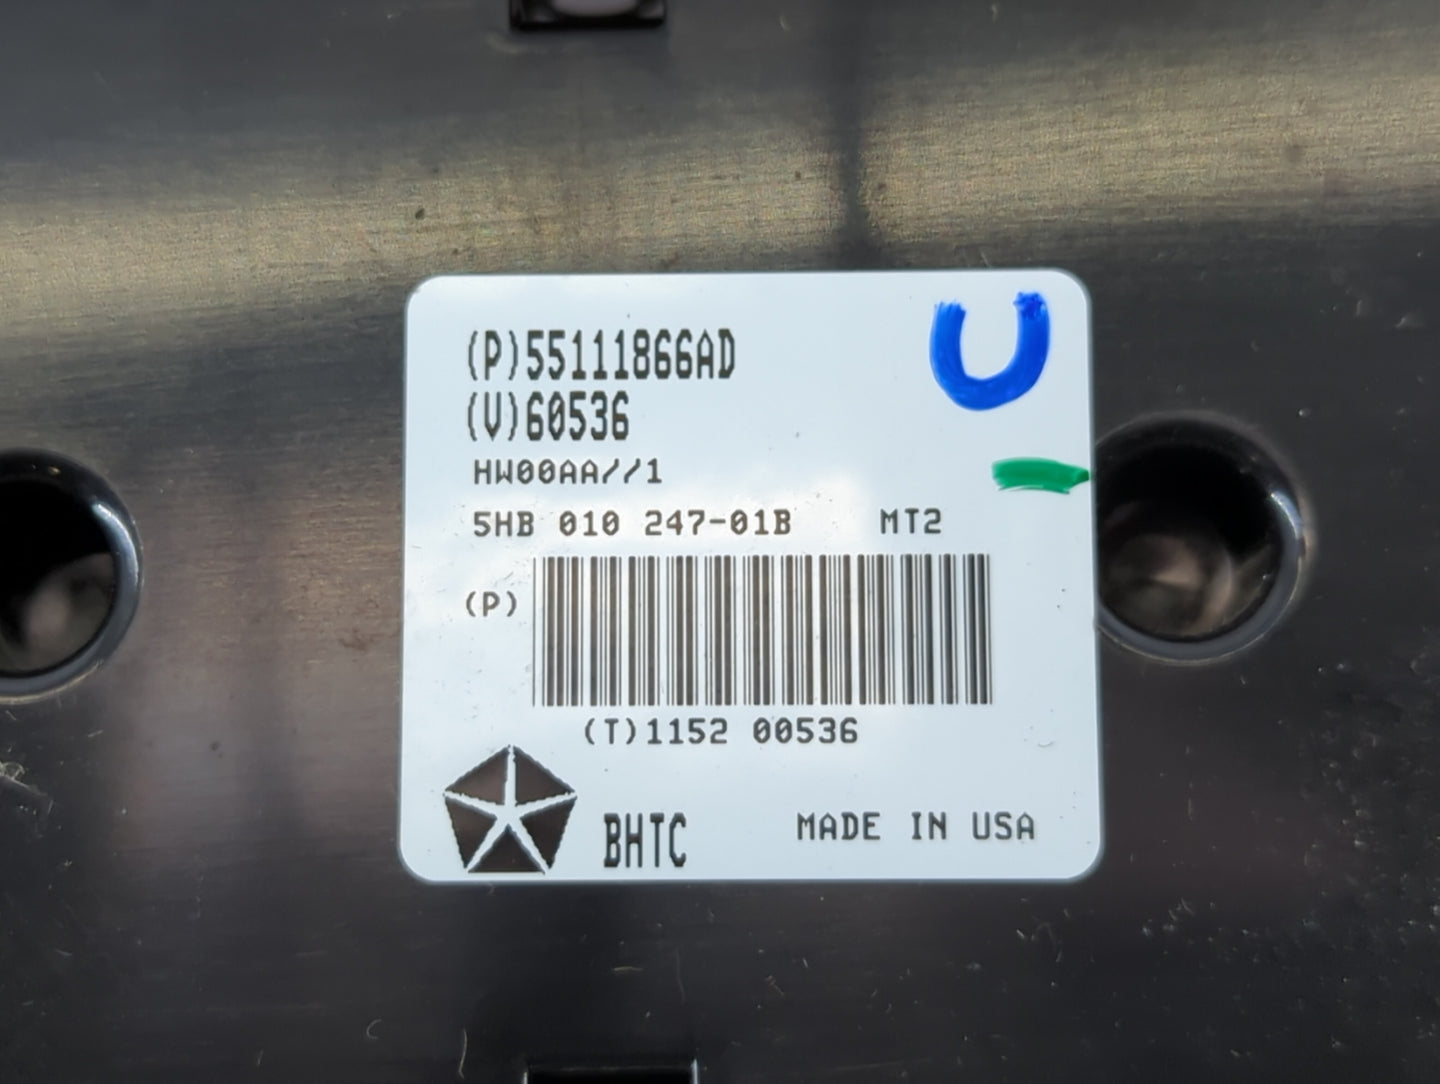 (P)55111866AD
U
(V)60536
HW00AA//1
5HB 010 247-01B MT2
(P)
(T)1152 00536
BHTC MADE IN USA